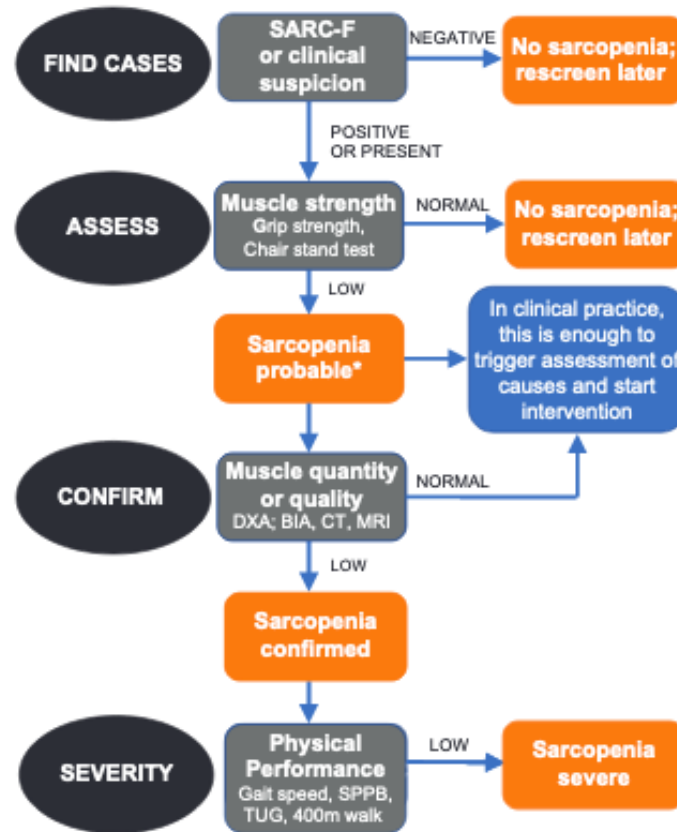 FIND CASES
SARC-F
or clinical
suspicion
NEGATIVE
No sarcopenia;
rescreen later
POSITIVE
OR PRESENT
ASSESS
Muscle strength
Grip strength,
Chair stand test
NORMAL
No sarcopenia;
rescreen later
LOW
Sarcopenia
probable*
In clinical practice,
this is enough to
trigger assessment of
causes and start
intervention
CONFIRM
Muscle quantity
or quality
DXA; BIA, CT, MRI
NORMAL
LOW
Sarcopenia
confirmed
SEVERITY
Physical
Performance
Gait speed, SPPB,
TUG, 400m walk
LOW
Sarcopenia
severe